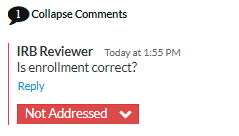 1 Collapse Comments
IRB Reviewer Today at 1:55 PM
Is enrollment correct?
Reply
Not Addressed